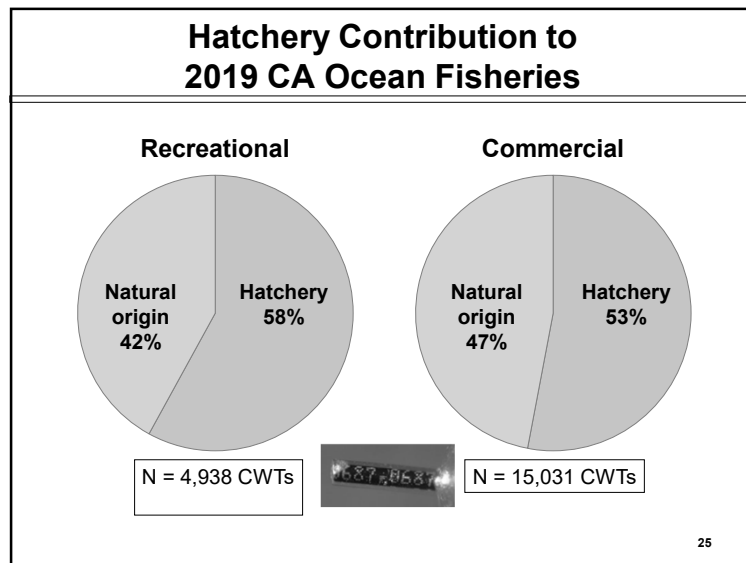 Hatchery Contribution to
2019 CA Ocean Fisheries
Recreational
Natural
origin
42%
Hatchery
58%
N = 4,938 CWTs
Commercial
Natural
origin
47%
Hatchery
53%
N = 15,031 CWTs
25